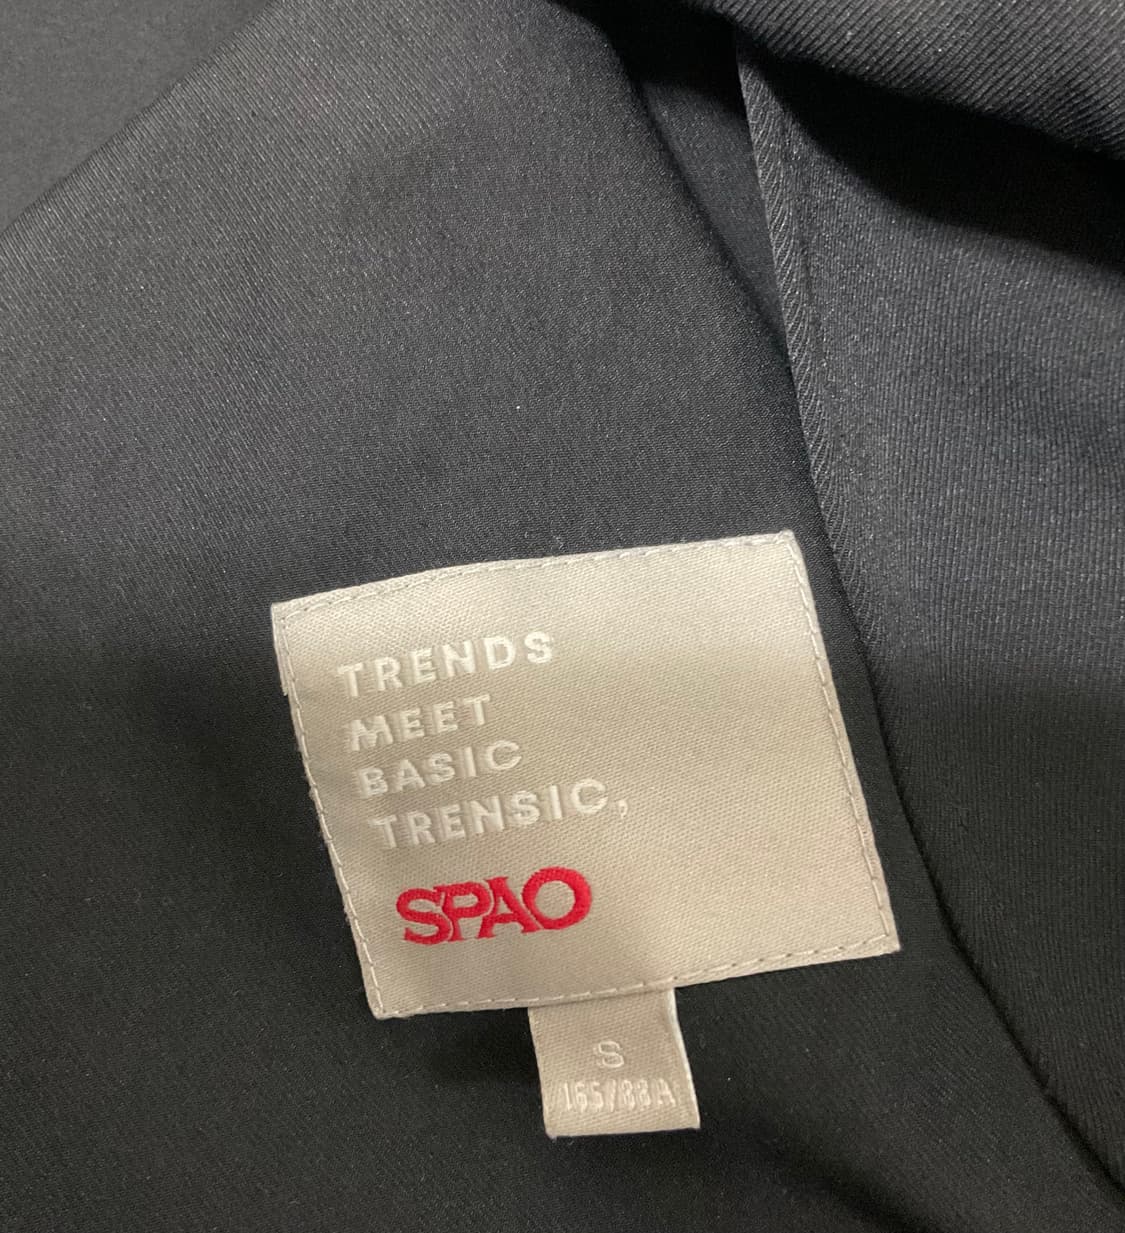 TRENDS
MEET
BASIC
TRENSIC,
SPAO
S
165/88A